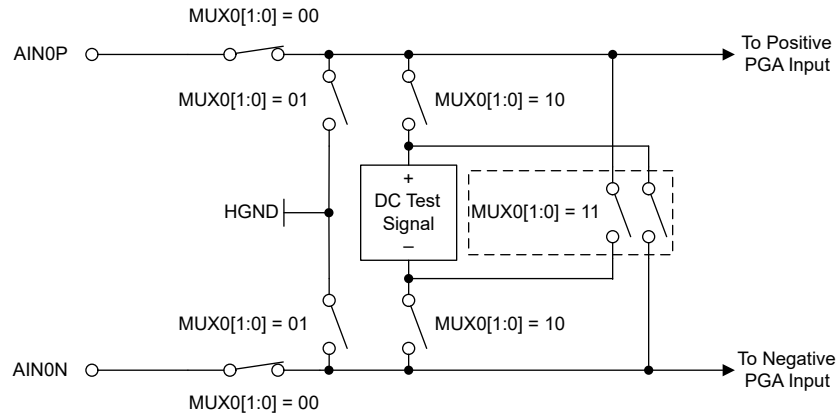 MUX0[1:0] = 00
AIN0P
To Positive
PGA Input
MUX0[1:0] = 01
MUX0[1:0] = 10
+
DC Test
Signal
–
HGND
MUX0[1:0] = 11
MUX0[1:0] = 01
MUX0[1:0] = 10
AIN0N
To Negative
PGA Input
MUX0[1:0] = 00